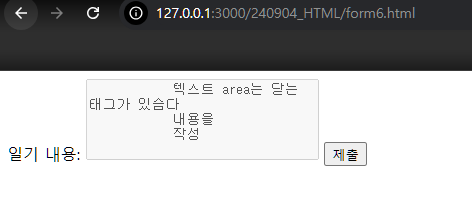 127.0.0.1:3000/240904_HTML/form6.html
텍스트 area는 닫는
태그가 있습다
내용을
일기 내용: 작성 제출